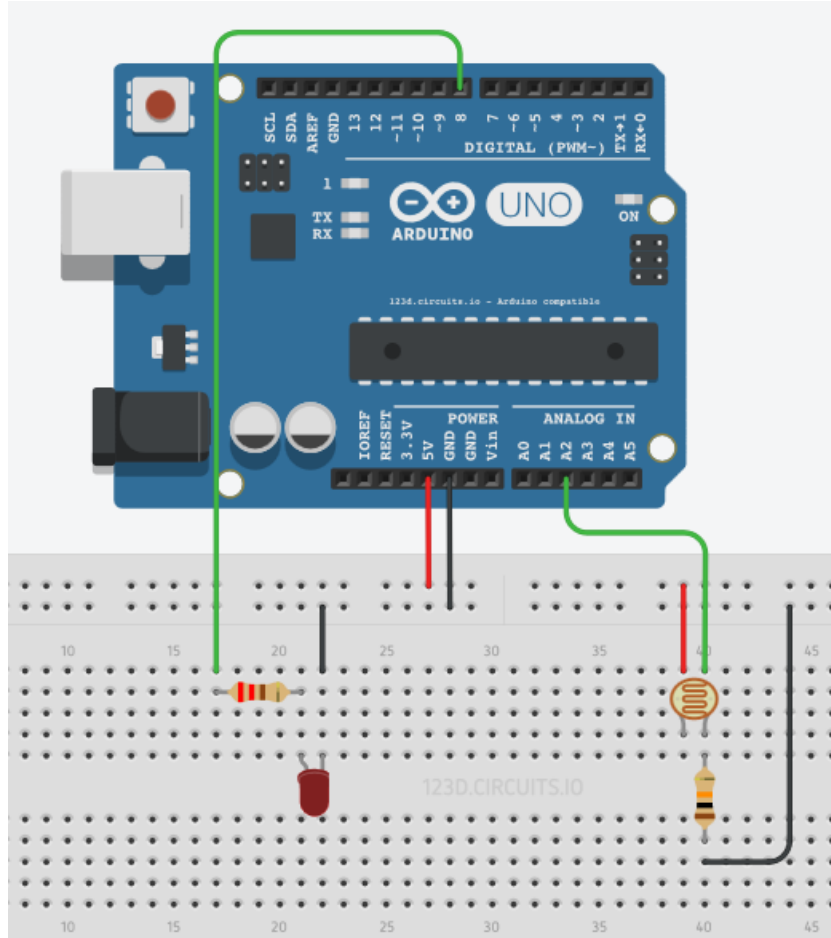 SCL
SDA
AREF
GND
13
12
~11
~10
~9
8
7
~6
~5
4
~3
2
TX→1
RX←0
DIGITAL (PWM~)
1
TX
RX
ARDUINO
UNO
ON
123d.circuits.io - Arduino compatible
POWER
ANALOG IN
IOREF
RESET
3.3V
5V
GND
GND
Vin
A0
A1
A2
A3
A4
A5
10 15 20 25 30 35 40 45
123D.CIRCUITS.IO
10 15 20 25 30 35 40 45